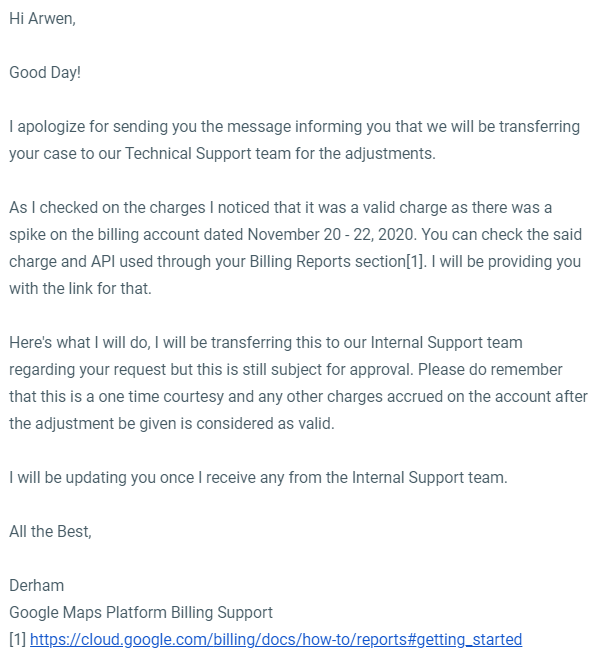 Hi Arwen,
Good Day!
I apologize for sending you the message informing you that we will be transferring
your case to our Technical Support team for the adjustments.
As I checked on the charges I noticed that it was a valid charge as there was a
spike on the billing account dated November 20 - 22, 2020. You can check the said
charge and API used through your Billing Reports section[1]. I will be providing you
with the link for that.
Here's what I will do, I will be transferring this to our Internal Support team
regarding your request but this is still subject for approval. Please do remember
that this is a one time courtesy and any other charges accrued on the account after
the adjustment be given is considered as valid.
I will be updating you once I receive any from the Internal Support team.
All the Best,
Derham
Google Maps Platform Billing Support
[1] https://cloud.google.com/billing/docs/how-to/reports#getting_started